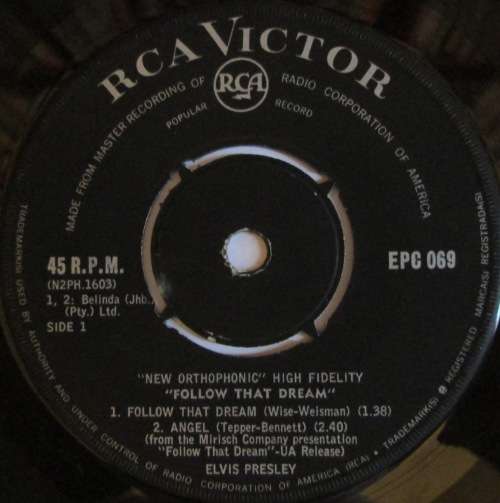 RCA VICTOR
MADE FROM MASTER RECORDING OF RADIO CORPORATION OF AMERICA
RCA
POPULAR RECORD
45 R.P.M.
EPC 069
(N2PH.1603)
1, 2: Belinda (Jhb.)
(Pty.) Ltd.
SIDE 1
"NEW ORTHOPHONIC" HIGH FIDELITY
"FOLLOW THAT DREAM"
1. FOLLOW THAT DREAM (Wise-Weisman) (1.38)
2. ANGEL (Tepper-Bennett) (2.40)
(from the Mirisch Company presentation
"Follow That Dream"-UA Release)
ELVIS PRESLEY
TRADEMARK(S) USED BY AUTHORITY AND UNDER CONTROL OF RADIO CORPORATION OF AMERICA (RCA) • TRADEMARK(S) ® REGISTERED MARCA(S) REGISTRADA(S)